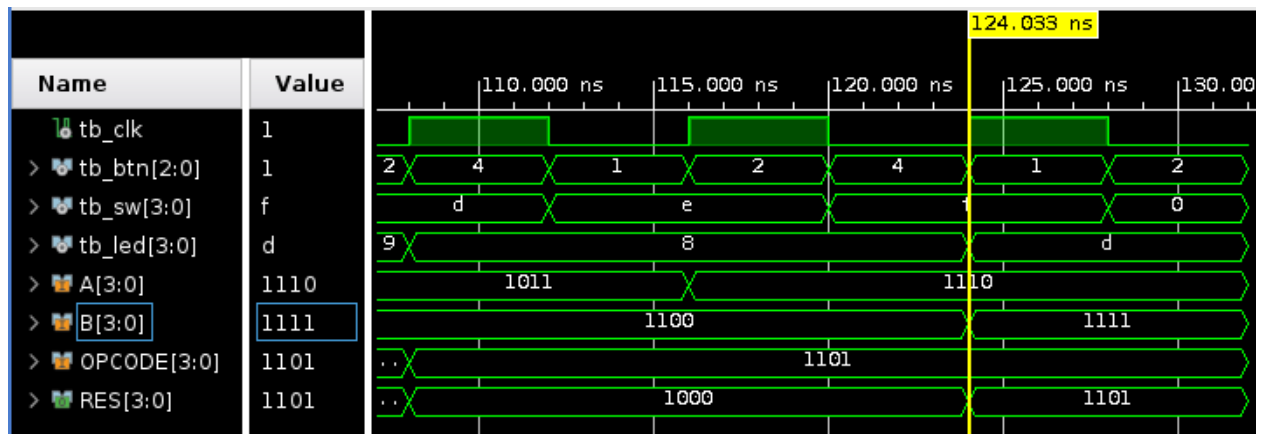 124.033 ns
Name Value 110.000 ns 115.000 ns 120.000 ns 125.000 ns 130.00
tb_clk 1
> tb_btn[2:0] 1 2 4 1 2 4 1 2
> tb_sw[3:0] f d e f 0
> tb_led[3:0] d 9 8 d
> A[3:0] 1110 1011 1110
> B[3:0] 1111 1100 1111
> OPCODE[3:0] 1101 .. 1101
> RES[3:0] 1101 .. 1000 1101